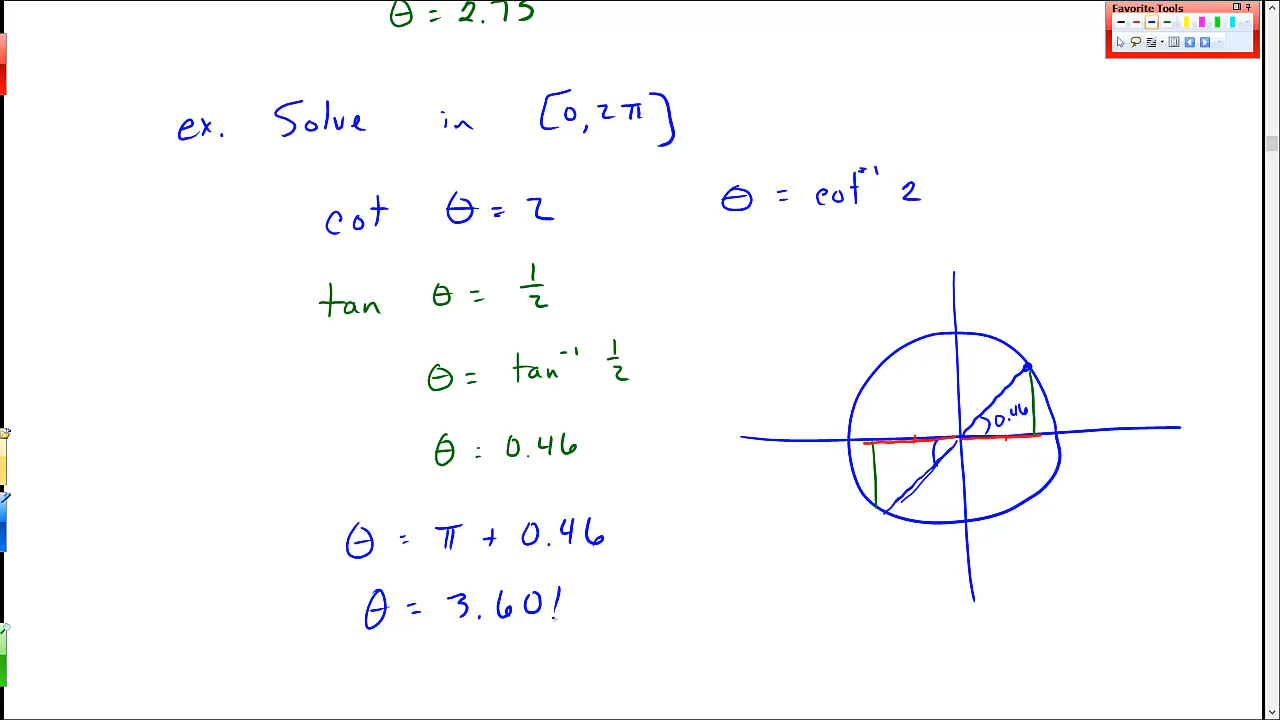 θ = 2.75
Favorite Tools
ex. Solve in [0, 2π]
cot θ = 2
θ = cot⁻¹ 2
tan θ = 1/2
θ = tan⁻¹ 1/2
0.46
θ = 0.46
θ = π + 0.46
θ = 3.60!